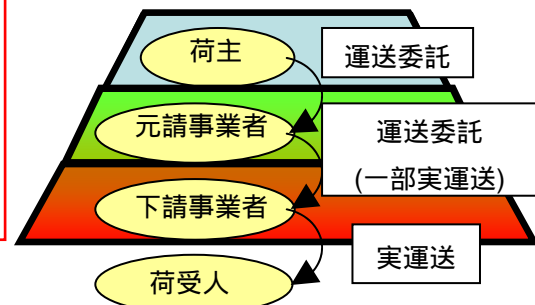 荷主
運送委託
元請事業者
運送委託
(一部実運送)
下請事業者
実運送
荷受人